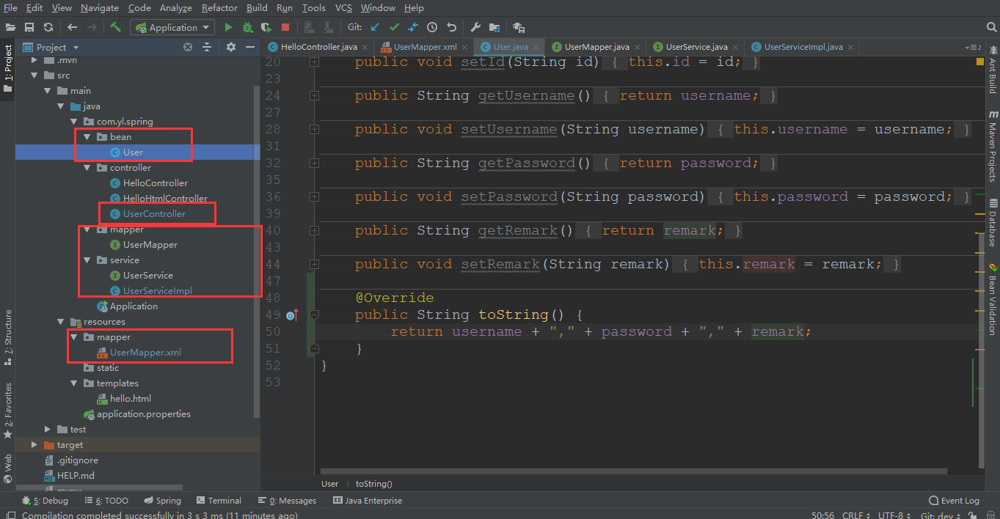 File Edit View Navigate Code Analyze Refactor Build Run Tools VCS Window Help
Application Git:
1: Project
7: Structure
2: Favorites
Web
Project
.mvn
src
main
java
com.yl.spring
bean
User
controller
HelloController
HelloHtmlController
UserController
mapper
UserMapper
service
UserService
UserServiceImpl
Application
resources
mapper
UserMapper.xml
static
templates
hello.html
application.properties
test
target
.gitignore
HELP.md
HelloController.java UserMapper.xml User.java UserMapper.java UserService.java UserServiceImpl.java 2
20 public void setId(String id) { this.id = id; }
23
24 public String getUsername() { return username; }
27
28 public void setUsername(String username) { this.username = username; }
31
32 public String getPassword() { return password; }
35
36 public void setPassword(String password) { this.password = password; }
39
40 public String getRemark() { return remark; }
43
44 public void setRemark(String remark) { this.remark = remark; }
47
48 @Override
49 public String toString() {
50 return username + "," + password + "," + remark;
51 }
52 }
53
User › toString()
Ant Build
Maven Projects
Database
Bean Validation
5: Debug 6: TODO Spring Terminal 0: Messages Java Enterprise Event Log
Compilation completed successfully in 3 s 3 ms (11 minutes ago) 50:56 CRLF UTF-8 Git: dev